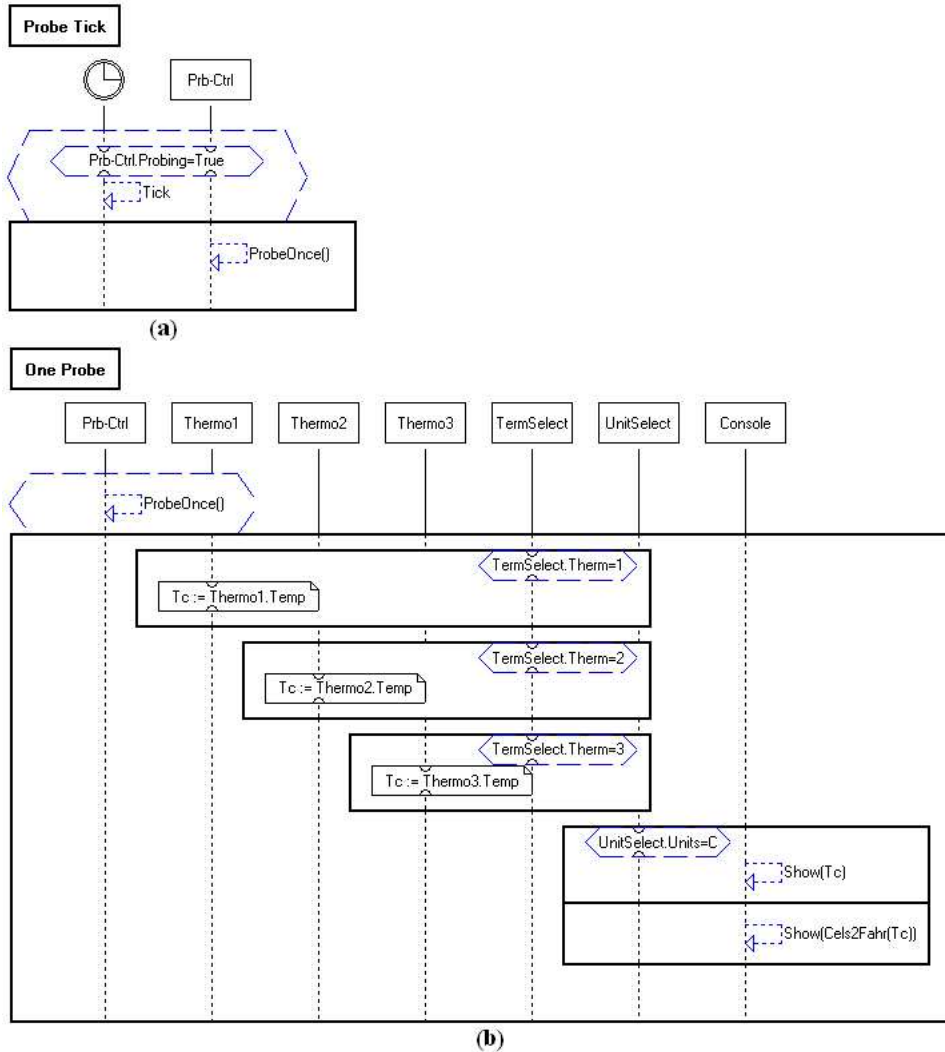 Probe Tick
Prb-Ctrl
Prb-Ctrl.Probing=True
Tick
ProbeOnce()
(a)
One Probe
Prb-Ctrl Thermo1 Thermo2 Thermo3 TermSelect UnitSelect Console
ProbeOnce()
TermSelect.Therm=1
Tc := Thermo1.Temp
TermSelect.Therm=2
Tc := Thermo2.Temp
TermSelect.Therm=3
Tc := Thermo3.Temp
UnitSelect.Units=C
Show(Tc)
Show(Cels2Fahr(Tc))
(b)